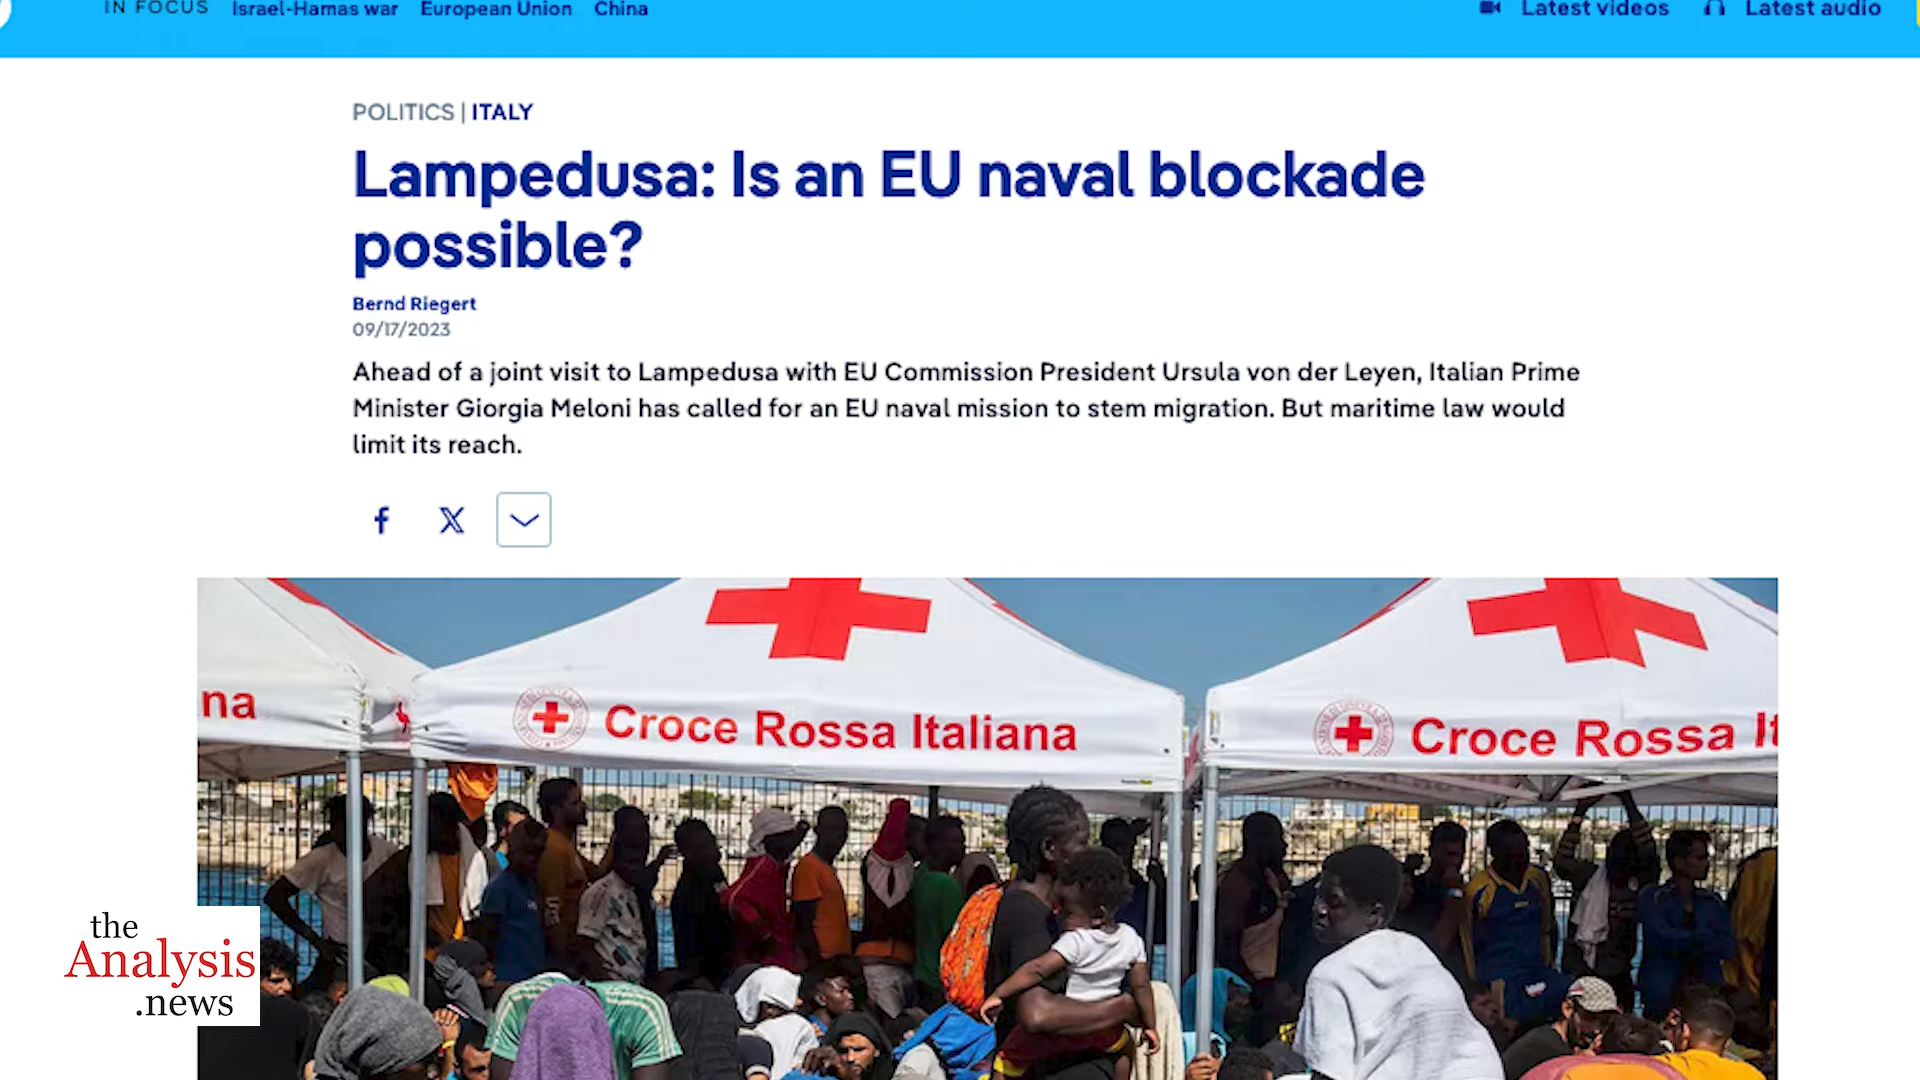 IN FOCUS Israel-Hamas war European Union China Latest videos Latest audio
POLITICS | ITALY
Lampedusa: Is an EU naval blockade
possible?
Bernd Riegert
09/17/2023
Ahead of a joint visit to Lampedusa with EU Commission President Ursula von der Leyen, Italian Prime
Minister Giorgia Meloni has called for an EU naval mission to stem migration. But maritime law would
limit its reach.
na
Croce Rossa Italiana
Croce Rossa It
the
Analysis
.news